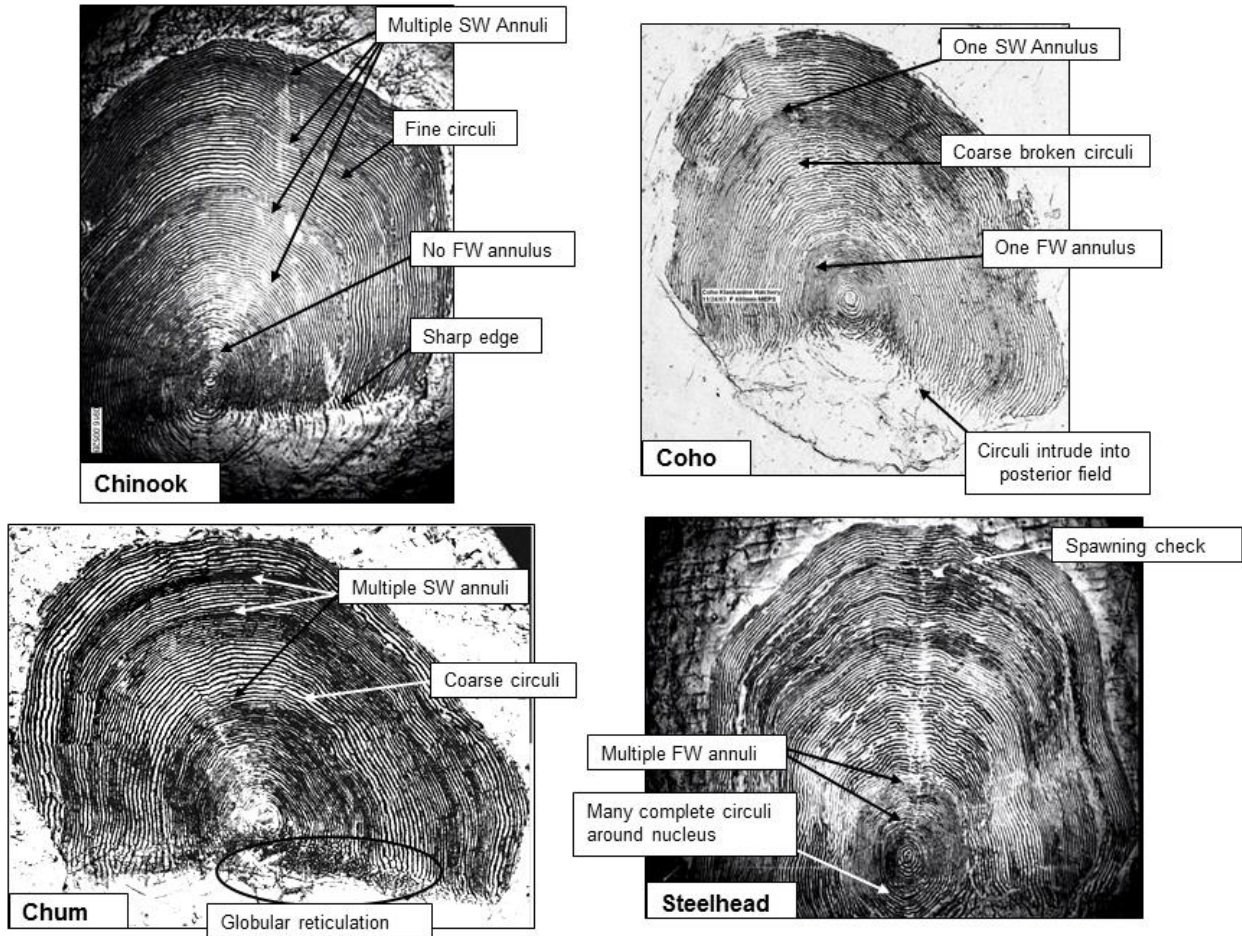 Multiple SW Annuli
Fine circuli
No FW annulus
Sharp edge
Chinook
One SW Annulus
Coarse broken circuli
One FW annulus
Circuli intrude into
posterior field
Coho
Multiple SW annuli
Coarse circuli
Globular reticulation
Chum
Spawning check
Multiple FW annuli
Many complete circuli
around nucleus
Steelhead